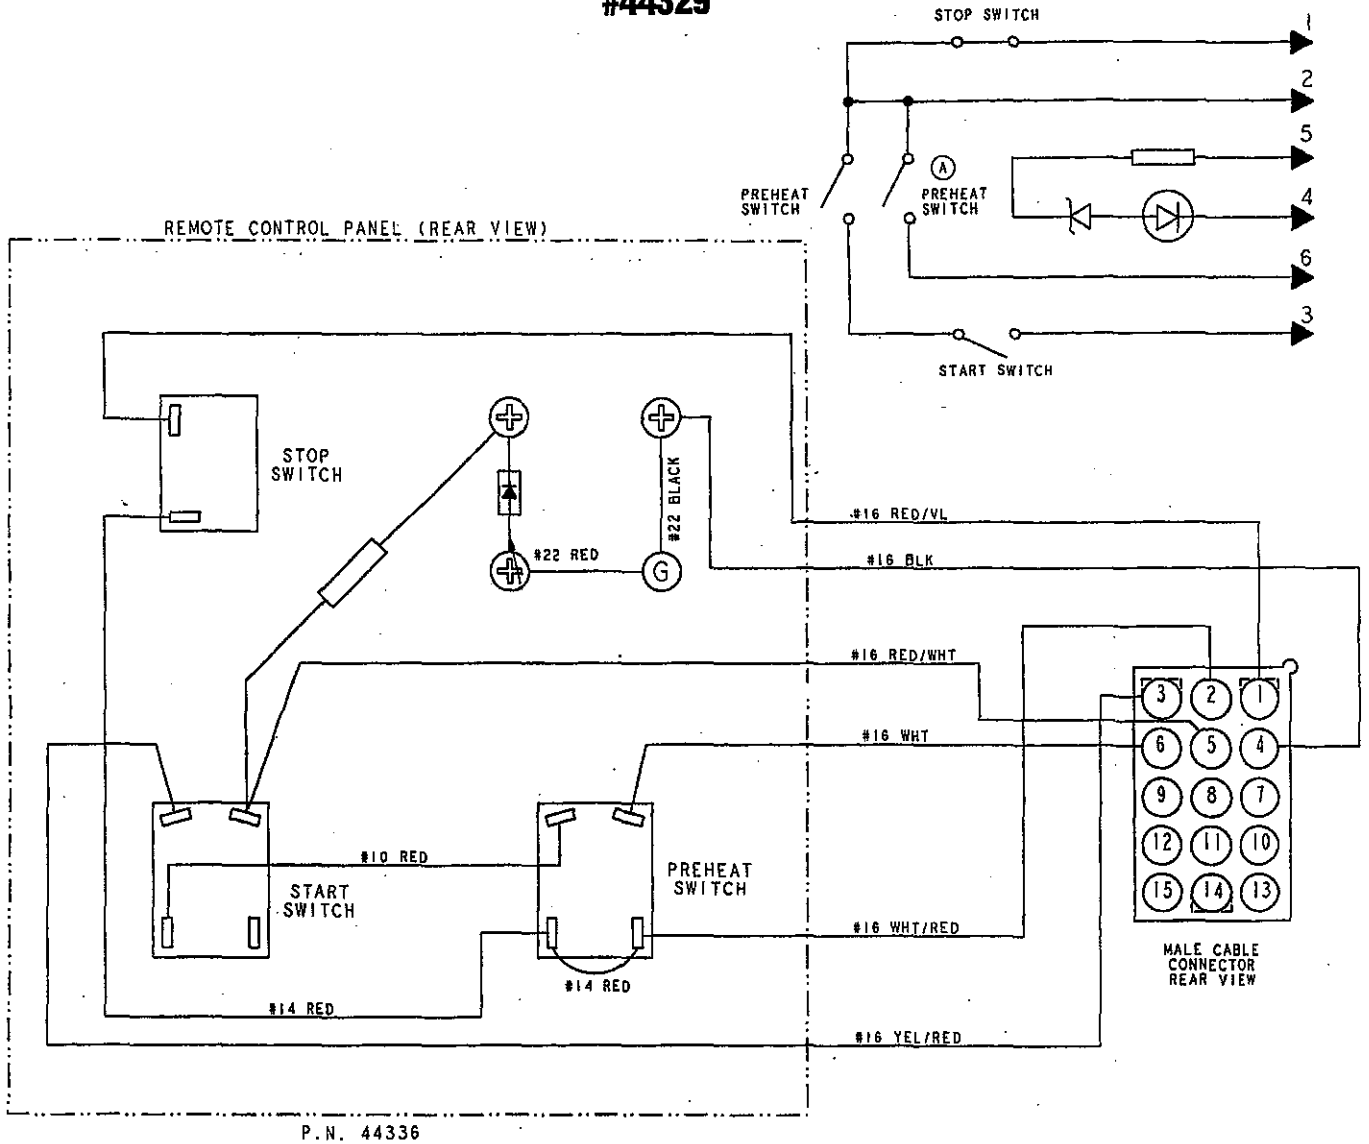 #44329
STOP SWITCH
1
2
5
A
PREHEAT
SWITCH
PREHEAT
SWITCH
4
6
3
START SWITCH
REMOTE CONTROL PANEL (REAR VIEW)
STOP
SWITCH
#22 BLACK
#22 RED
G
#16 RED/VL
#16 BLK
#16 RED/WHT
#16 WHT
3 2 1
6 5 4
9 8 7
12 11 10
15 14 13
#10 RED
START
SWITCH
PREHEAT
SWITCH
#16 WHT/RED
MALE CABLE
CONNECTOR
REAR VIEW
#14 RED
#14 RED
#16 YEL/RED
P.N. 44336